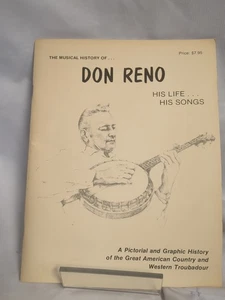 THE MUSICAL HISTORY OF . . .
Price: $7.95
DON RENO
HIS LIFE . . .
HIS SONGS
A Pictorial and Graphic History
of the Great American Country and
Western Troubadour